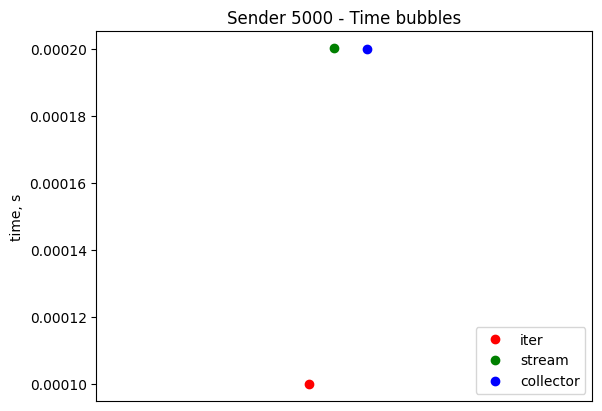 Sender 5000 - Time bubbles
0.00020
0.00018
0.00016
0.00014
0.00012
0.00010
time, s
iter
stream
collector